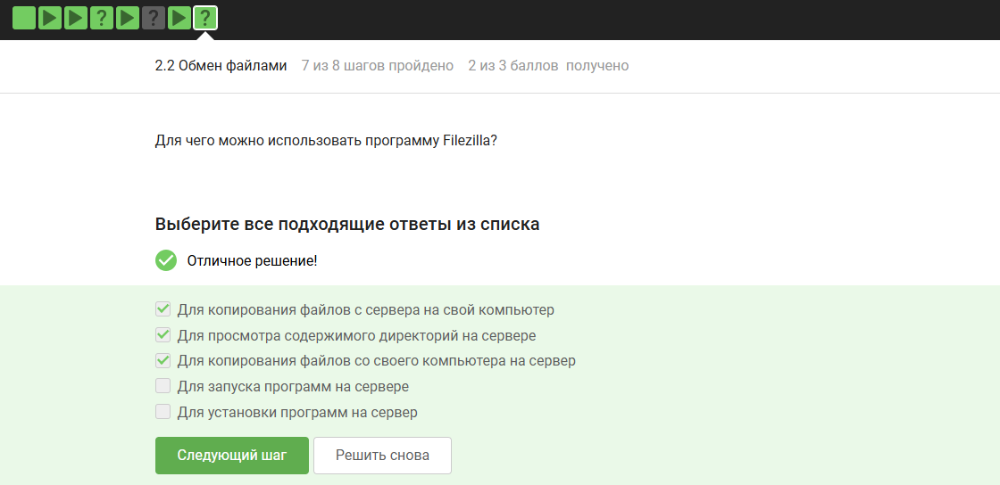 ? ? ?
2.2 Обмен файлами 7 из 8 шагов пройдено 2 из 3 баллов получено
Для чего можно использовать программу Filezilla?
Выберите все подходящие ответы из списка
Отличное решение!
Для копирования файлов с сервера на свой компьютер
Для просмотра содержимого директорий на сервере
Для копирования файлов со своего компьютера на сервер
Для запуска программ на сервере
Для установки программ на сервер
Следующий шаг Решить снова